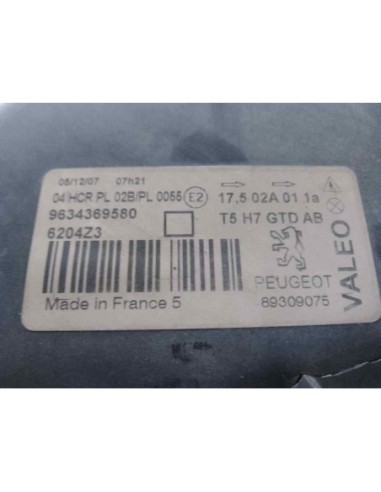 05/12/07 07h21
04 HCR PL 02B/PL 0055 E2 17,5 02A 01 1a
9634369580 T5 H7 GTD AB
6204Z3
PEUGEOT
Made in France 5 89309075
VALEO